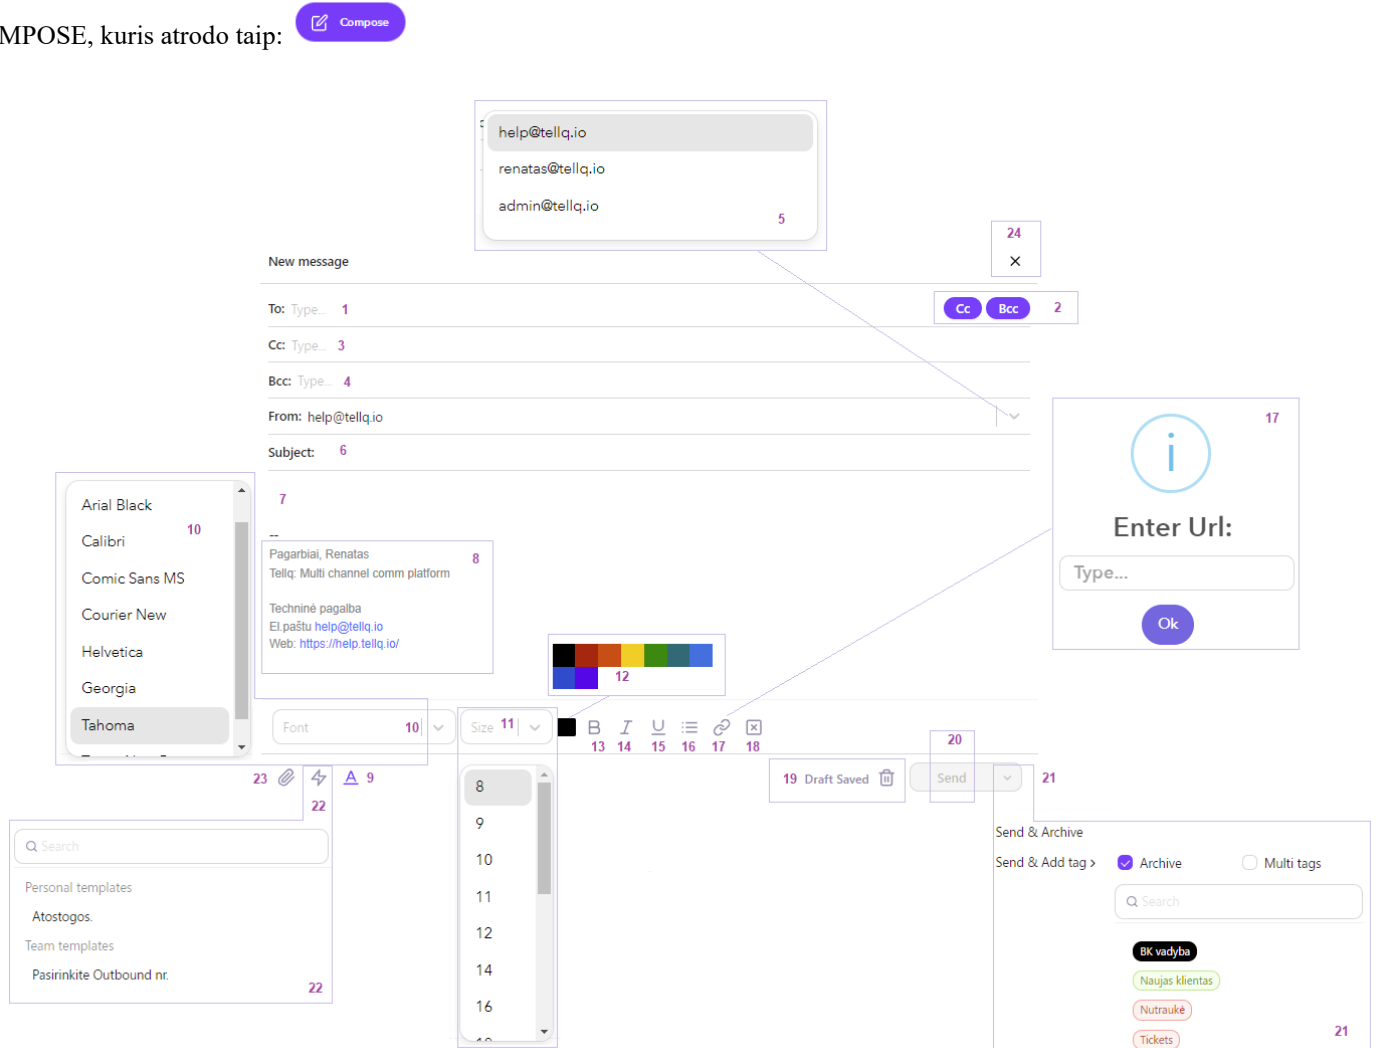 MPOSE, kuris atrodo taip:
Compose
help@tellq.io
renatas@tellq.io
admin@tellq.io
5
24
New message
To: Type... 1
Cc Bcc 2
Cc: Type... 3
Bcc: Type... 4
From: help@tellq.io
Subject: 6
17
Enter Url:
Type...
Ok
7
Arial Black
10
Calibri
Comic Sans MS
Courier New
Helvetica
Georgia
Tahoma
--
Pagarbiai, Renatas
8
Tellq: Multi channel comm platform
Techninė pagalba
El.paštu help@tellq.io
Web: https://help.tellq.io/
12
Font 10
Size 11
B I U
13 14 15 16 17 18
23 A 9
22
19 Draft Saved
20
Send
21
8
9
10
11
12
14
16
Search
Personal templates
Atostogos.
Team templates
Pasirinkite Outbound nr.
22
Send & Archive
Send & Add tag >
Archive
Multi tags
Search
BK vadyba
Naujas klientas
Nutraukė
Tickets
21